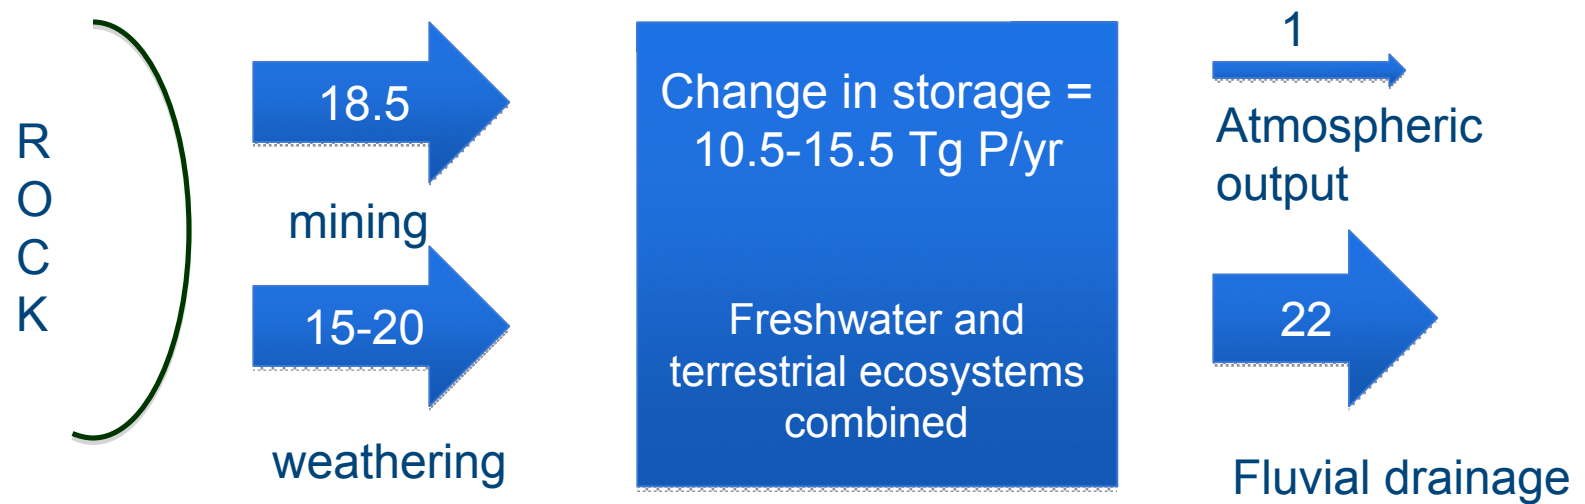 ROCK
18.5
mining
15-20
weathering
Change in storage =
10.5-15.5 Tg P/yr
Freshwater and
terrestrial ecosystems
combined
1
Atmospheric
output
22
Fluvial drainage